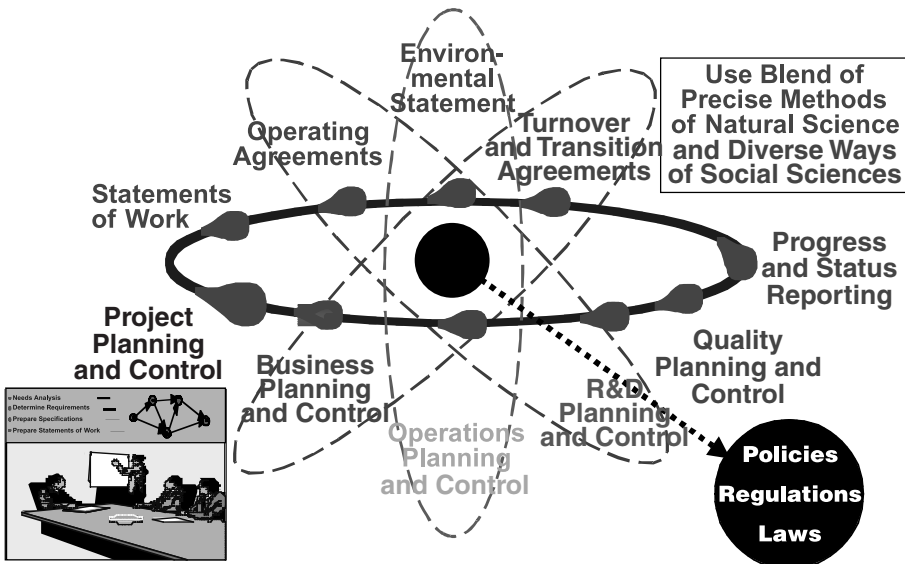 Environ-
mental
Statement
Use Blend of
Precise Methods
of Natural Science
and Diverse Ways
of Social Sciences
Operating
Agreements
Turnover
and Transition
Agreements
Statements
of Work
Progress
and Status
Reporting
Project
Planning
and Control
Business
Planning
and Control
Operations
Planning
and Control
R&D
Planning
and Control
Quality
Planning and
Control
Needs Analysis
Determine Requirements
Prepare Specifications
Prepare Statements of Work
Policies
Regulations
Laws